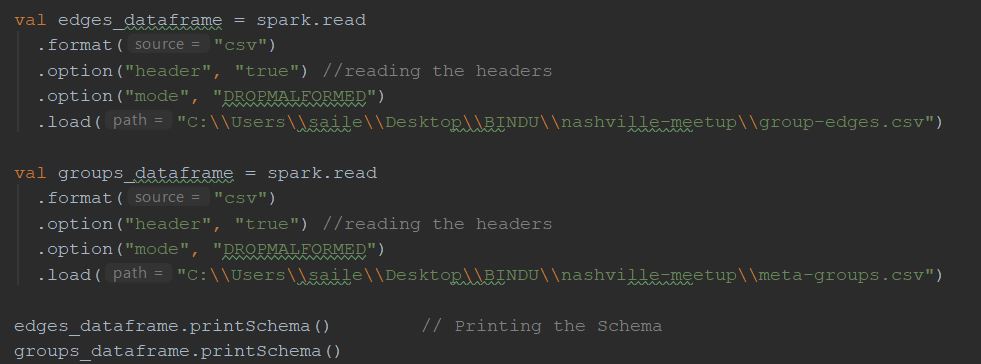 val edges_dataframe = spark.read
.format( source = "csv")
.option("header", "true") //reading the headers
.option("mode", "DROPMALFORMED")
.load( path = "C:\\Users\\saile\\Desktop\\BINDU\\nashville-meetup\\group-edges.csv")
val groups_dataframe = spark.read
.format( source = "csv")
.option("header", "true") //reading the headers
.option("mode", "DROPMALFORMED")
.load( path = "C:\\Users\\saile\\Desktop\\BINDU\\nashville-meetup\\meta-groups.csv")
edges_dataframe.printSchema() // Printing the Schema
groups_dataframe.printSchema()